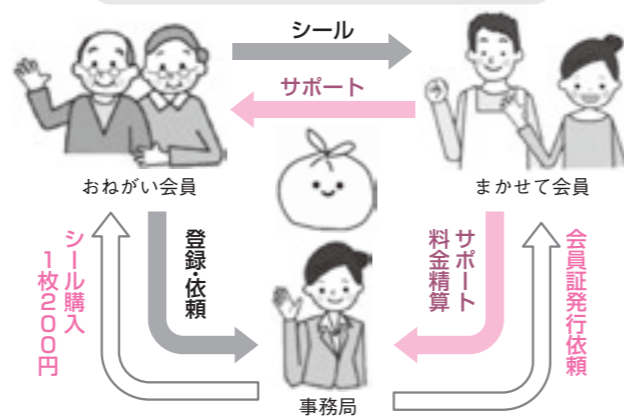 シール
サポート
おねがい会員
まかせて会員
シール購入
1枚200円
登録・依頼
サポート
料金精算
会員証発行依頼
事務局